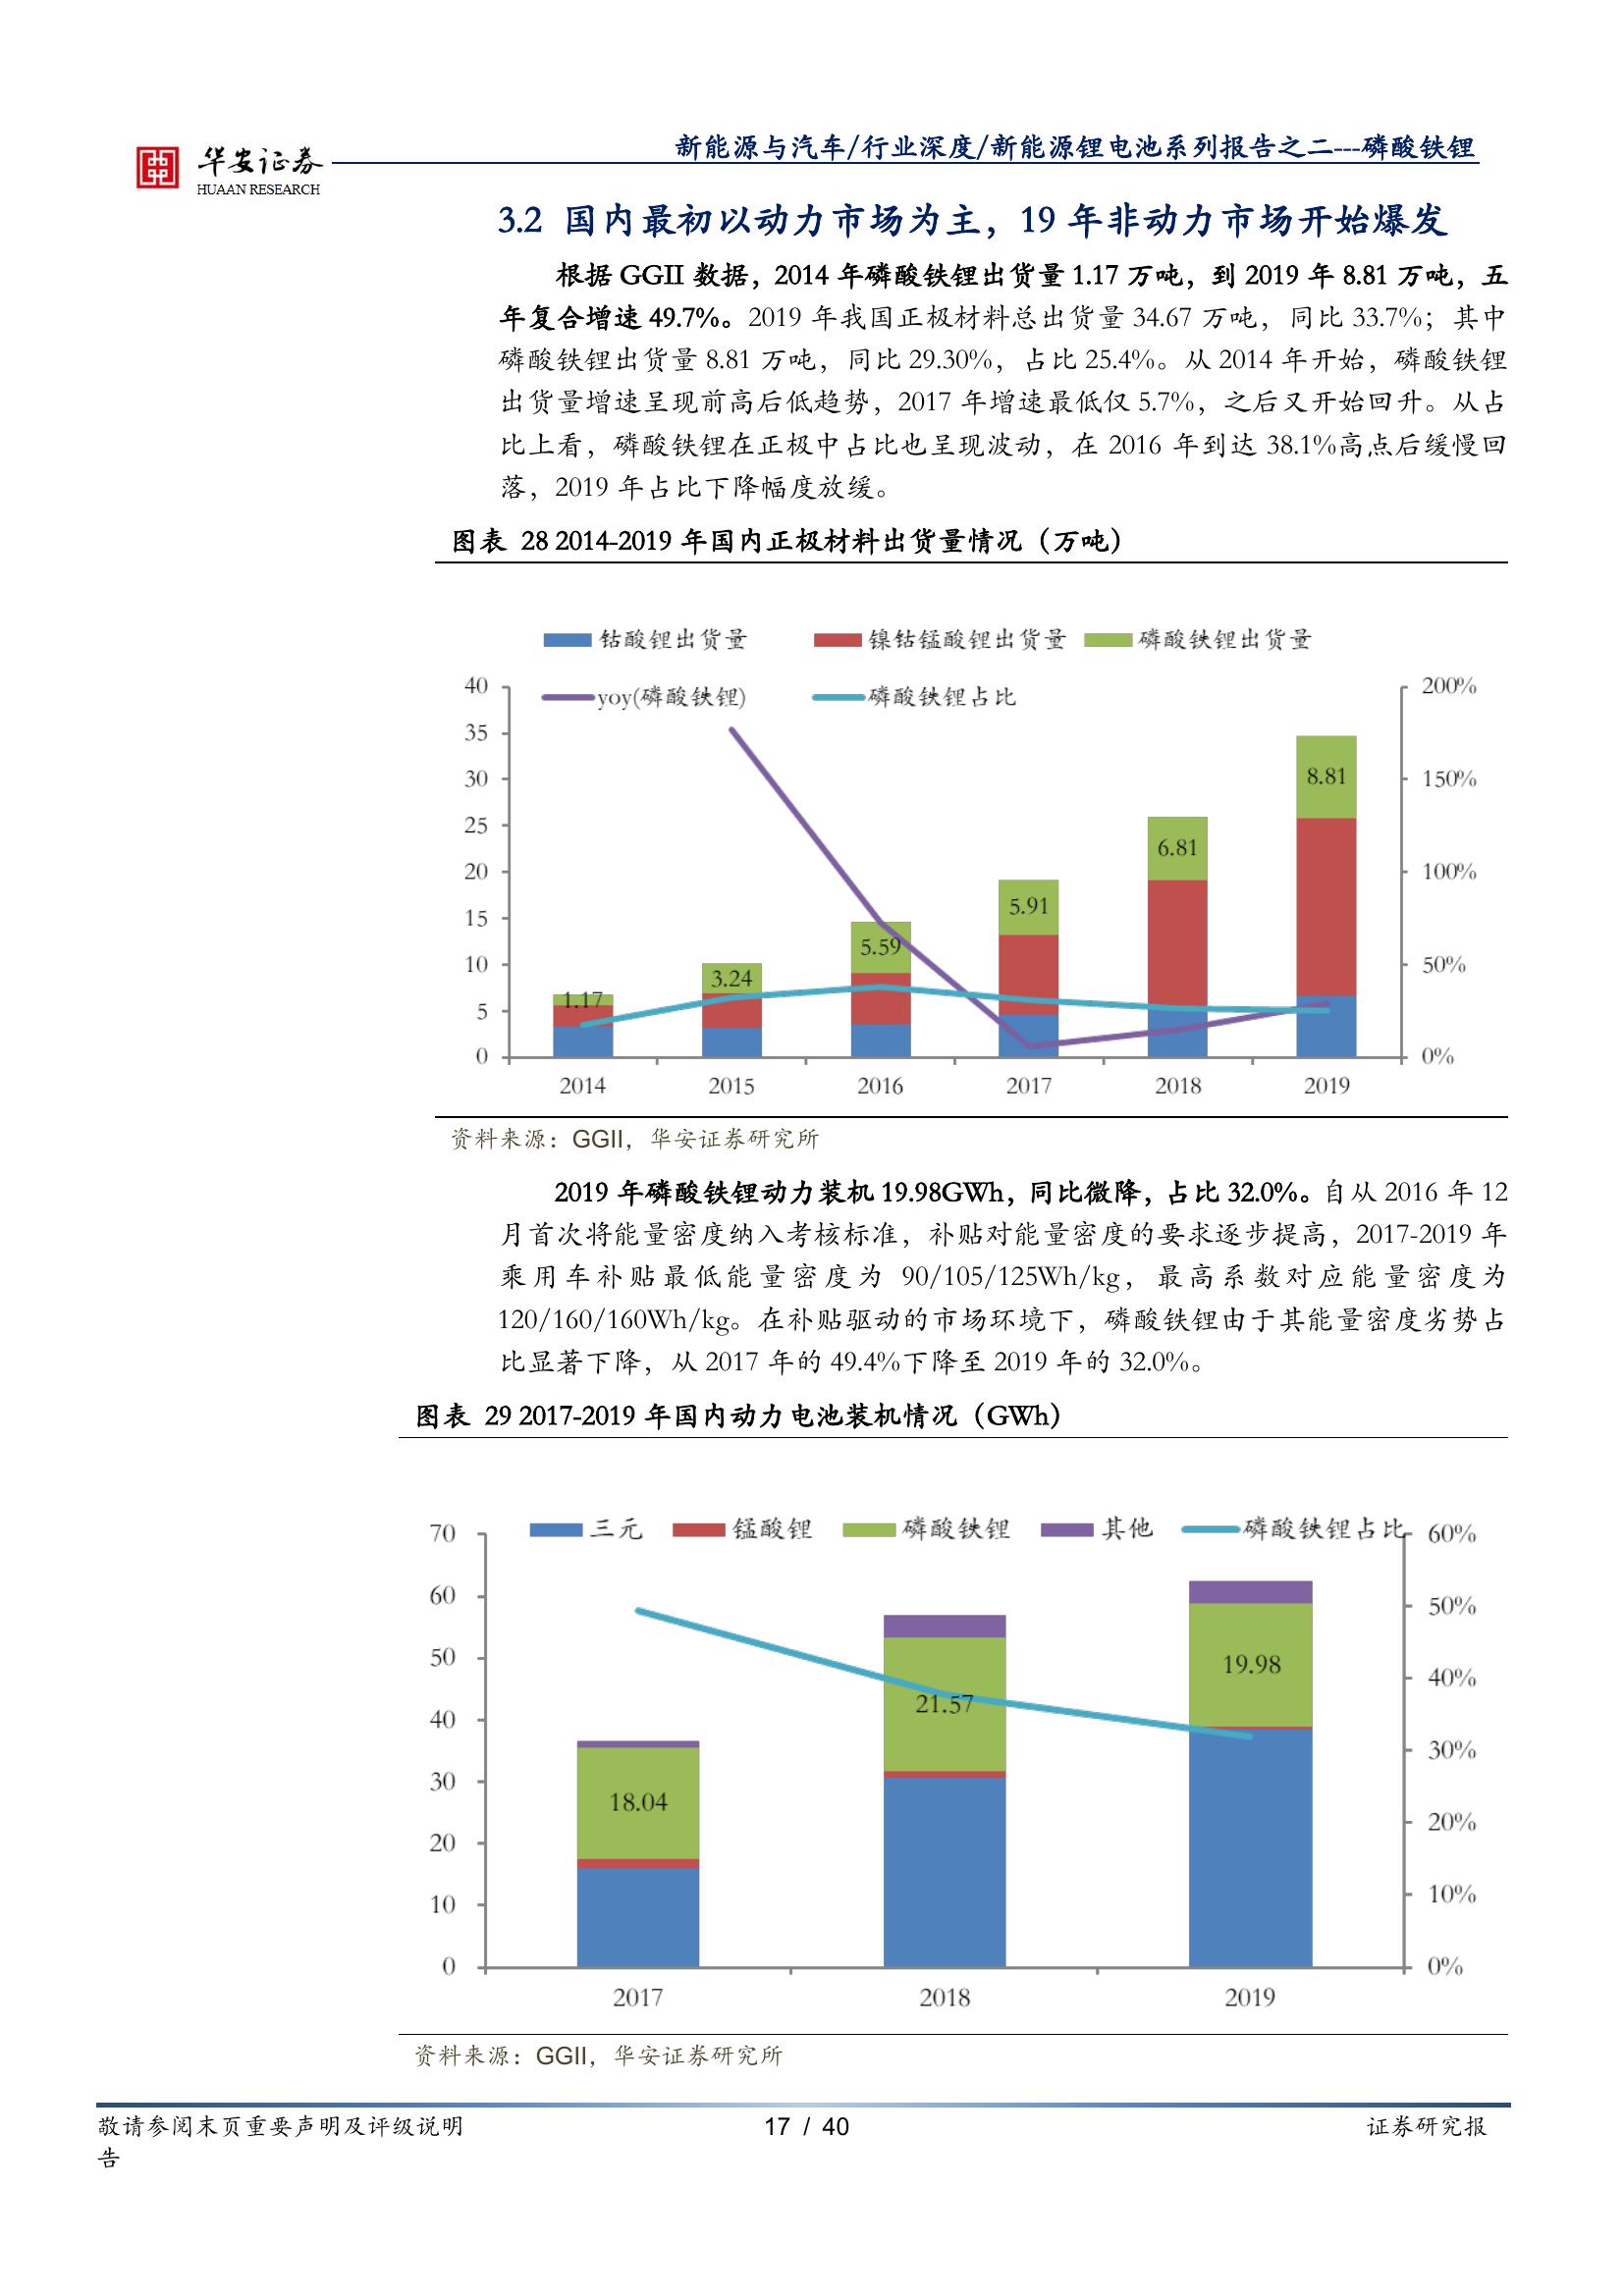 华安证券
HUAAN RESEARCH
新能源与汽车/行业深度/新能源锂电池系列报告之二---磷酸铁锂
3.2 国内最初以动力市场为主，19 年非动力市场开始爆发
根据 GGII 数据，2014 年磷酸铁锂出货量 1.17 万吨，到 2019 年 8.81 万吨，五
年复合增速 49.7%。2019 年我国正极材料总出货量 34.67 万吨，同比 33.7%；其中
磷酸铁锂出货量 8.81 万吨，同比 29.30%，占比 25.4%。从 2014 年开始，磷酸铁锂
出货量增速呈现前高后低趋势，2017 年增速最低仅 5.7%，之后又开始回升。从占
比上看，磷酸铁锂在正极中占比也呈现波动，在 2016 年到达 38.1%高点后缓慢回
落，2019 年占比下降幅度放缓。
图表 28 2014-2019 年国内正极材料出货量情况（万吨）
钴酸锂出货量 镍钴锰酸锂出货量 磷酸铁锂出货量
40 yoy(磷酸铁锂) 磷酸铁锂占比 200%
35
30 8.81 150%
25
6.81
20 100%
5.91
15
5.59
10 50%
3.24
1.17
5
0 0%
2014 2015 2016 2017 2018 2019
资料来源：GGII，华安证券研究所
2019 年磷酸铁锂动力装机 19.98GWh，同比微降，占比 32.0%。自从 2016 年 12
月首次将能量密度纳入考核标准，补贴对能量密度的要求逐步提高，2017-2019 年
乘用车补贴最低能量密度为 90/105/125Wh/kg，最高系数对应能量密度为
120/160/160Wh/kg。在补贴驱动的市场环境下，磷酸铁锂由于其能量密度劣势占
比显著下降，从 2017 年的 49.4%下降至 2019 年的 32.0%。
图表 29 2017-2019 年国内动力电池装机情况（GWh）
70 三元 锰酸锂 磷酸铁锂 其他 磷酸铁锂占比 60%
60 50%
50 19.98 40%
21.57
40 30%
30 18.04
20 20%
10 10%
0 0%
2017 2018 2019
资料来源：GGII，华安证券研究所
敬请参阅末页重要声明及评级说明 17 / 40 证券研究报
告